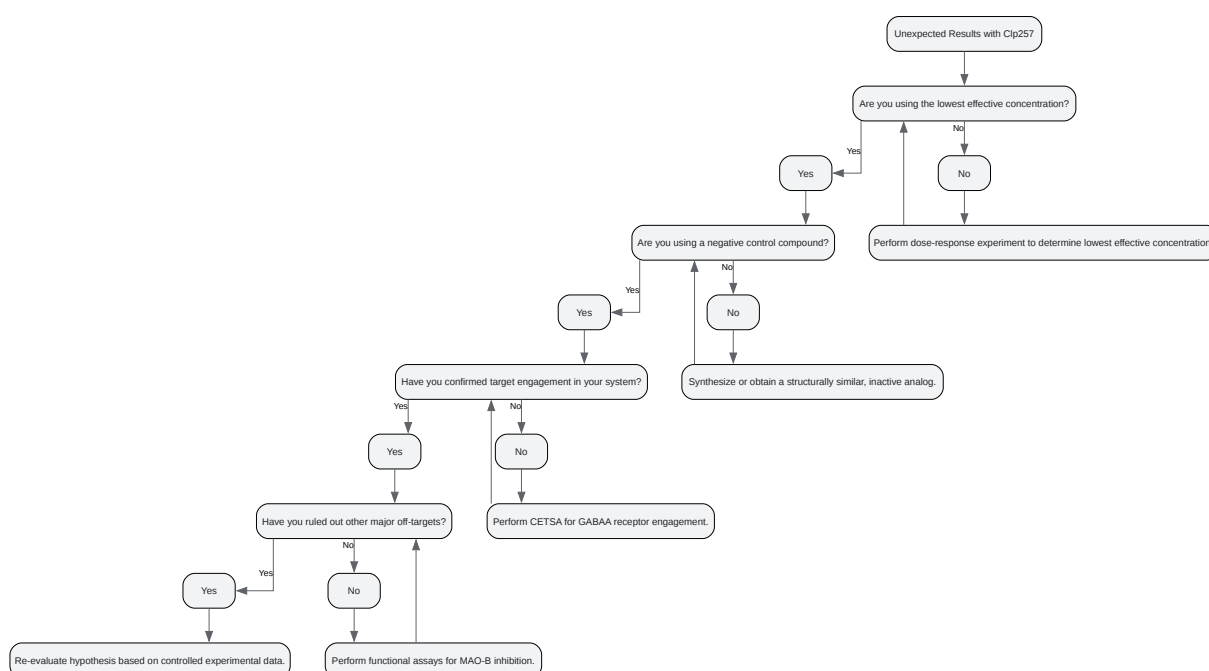 Unexpected Results with Clp257
Are you using the lowest effective concentration?
No
Yes
Yes
No
Are you using a negative control compound?
Perform dose-response experiment to determine lowest effective concentration
No
Yes
Yes
No
Have you confirmed target engagement in your system?
Synthesize or obtain a structurally similar, inactive analog.
Yes
No
Yes
No
Have you ruled out other major off-targets?
Perform CETSA for GABAA receptor engagement.
No
Yes
Yes
No
Re-evaluate hypothesis based on controlled experimental data.
Perform functional assays for MAO-B inhibition.